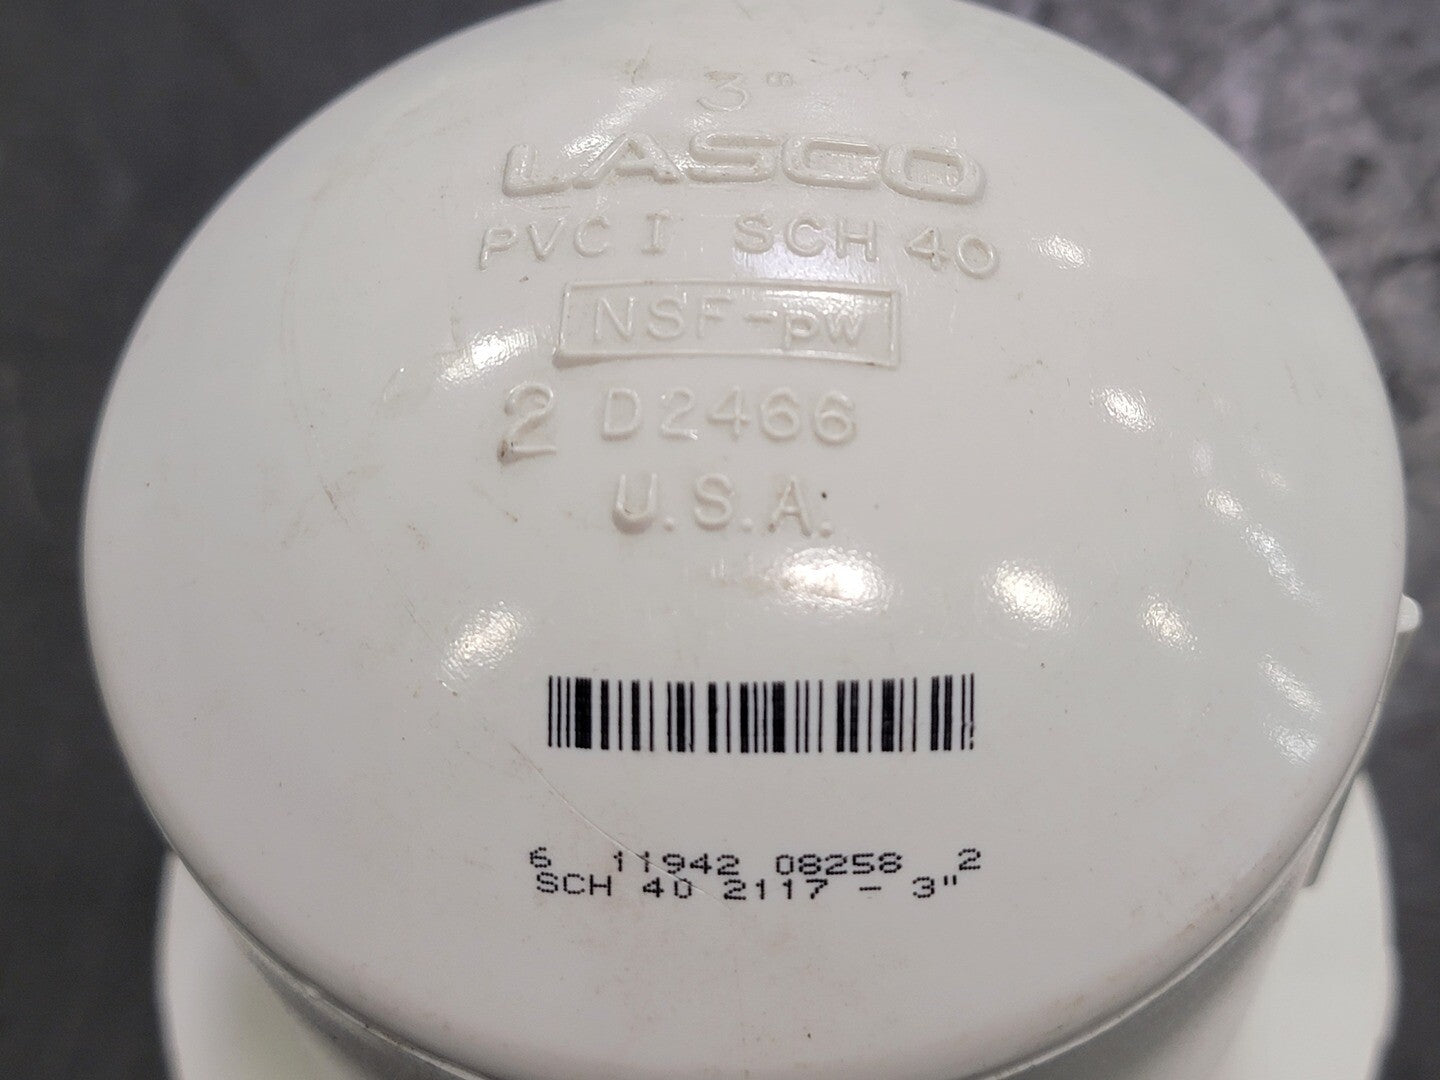 3"
LASCO
PVC I SCH 40
NSF-pw
2 D2466
U.S.A.
6 11942 08258 2
SCH 40 2117 - 3"